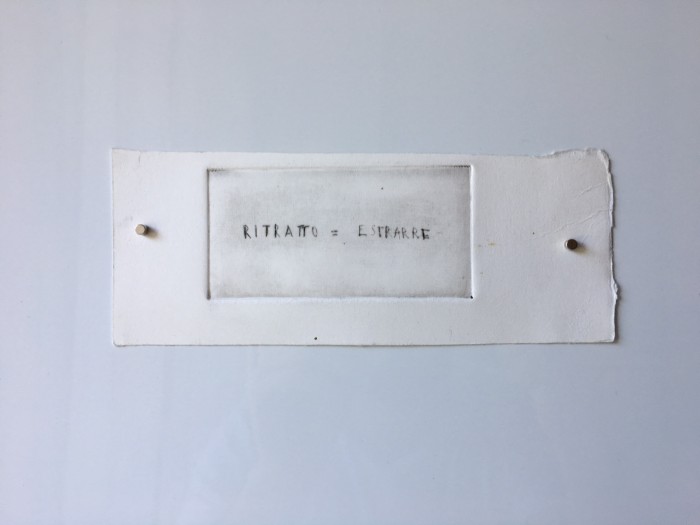 RITRATTO = ESTRARRE